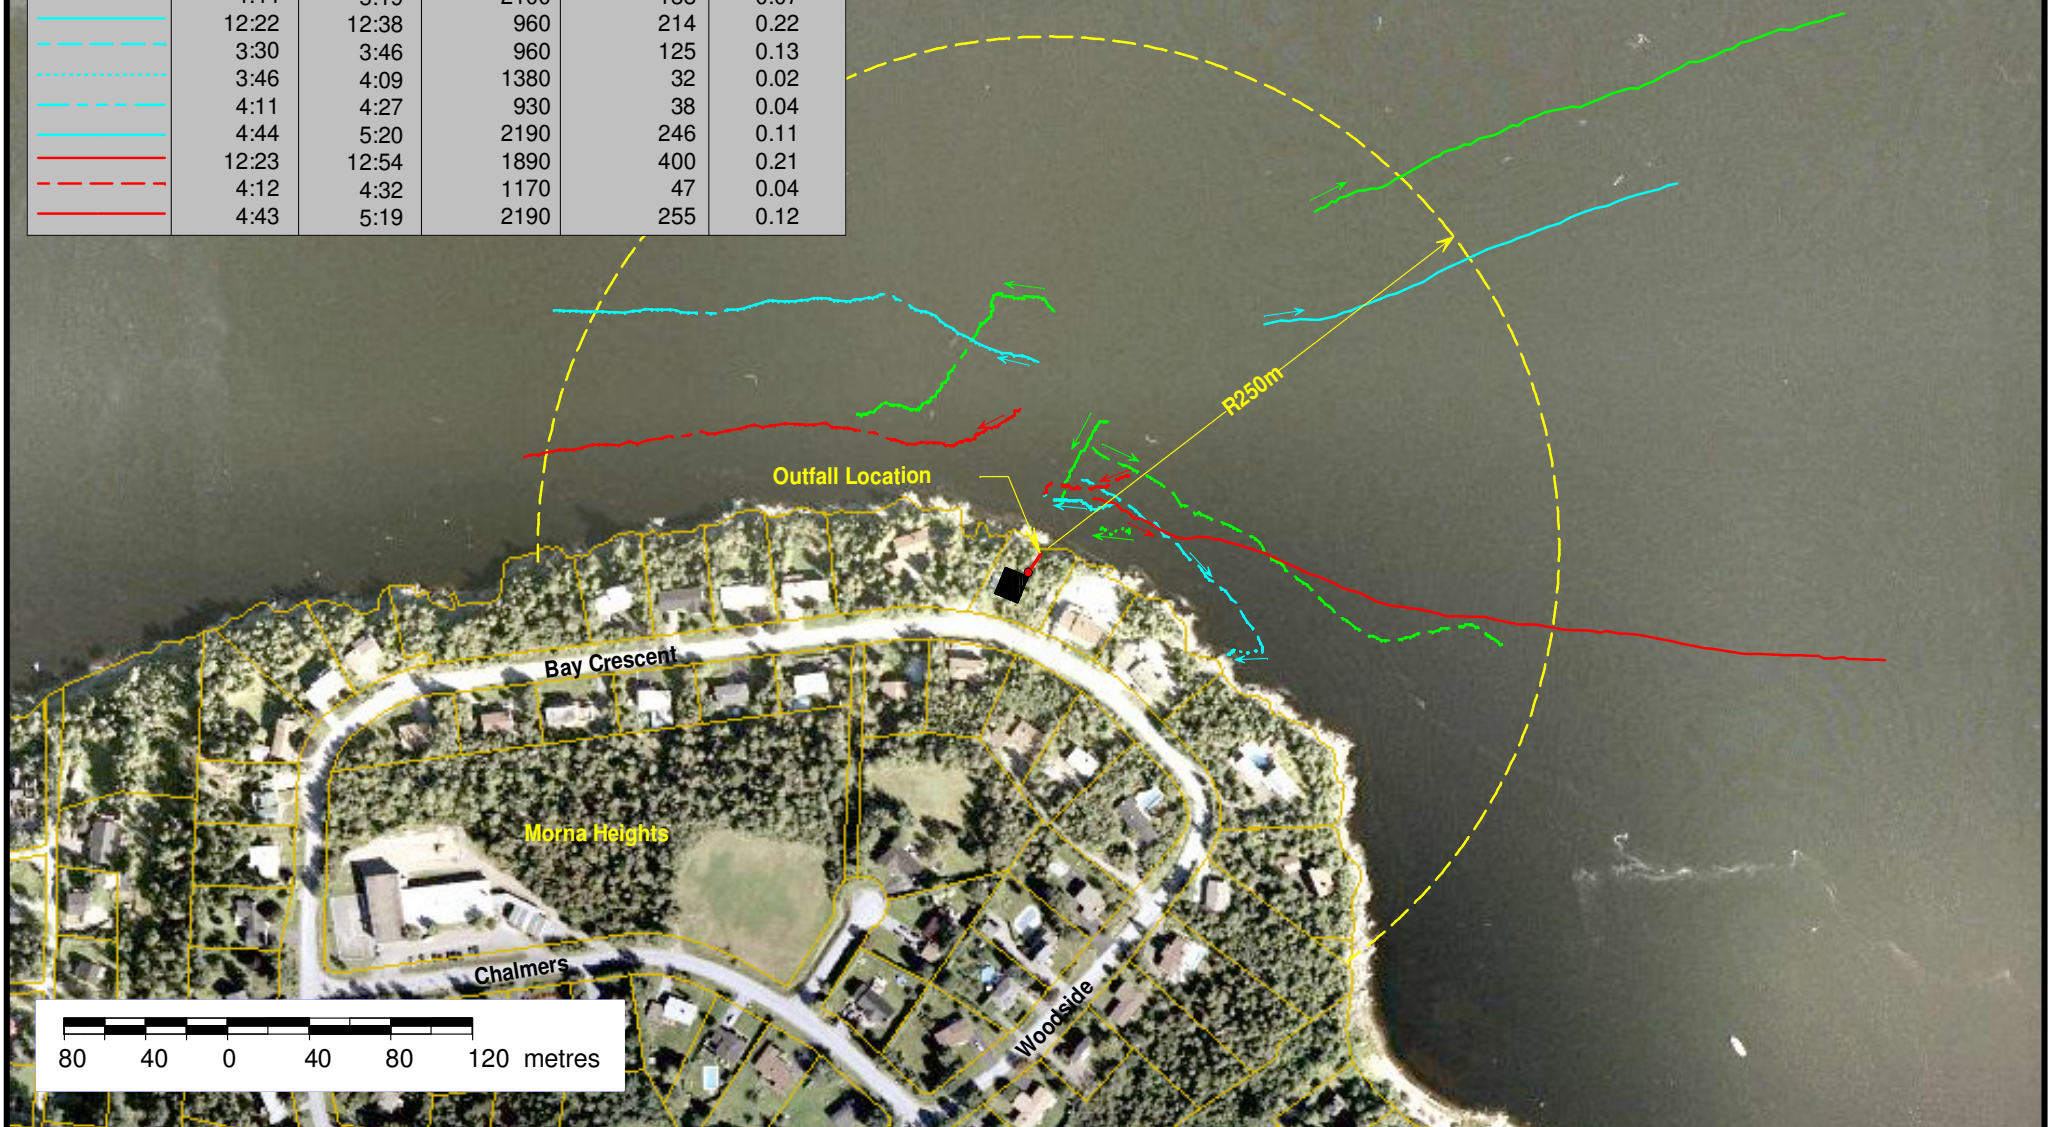 12:22 12:38 960 214 0.22
3:30 3:46 960 125 0.13
3:46 4:09 1380 32 0.02
4:11 4:27 930 38 0.04
4:44 5:20 2190 246 0.11
12:23 12:54 1890 400 0.21
4:12 4:32 1170 47 0.04
4:43 5:19 2190 255 0.12
R250m
Outfall Location
Bay Crescent
Morna Heights
Chalmers
Woodside
80 40 0 40 80 120 metres